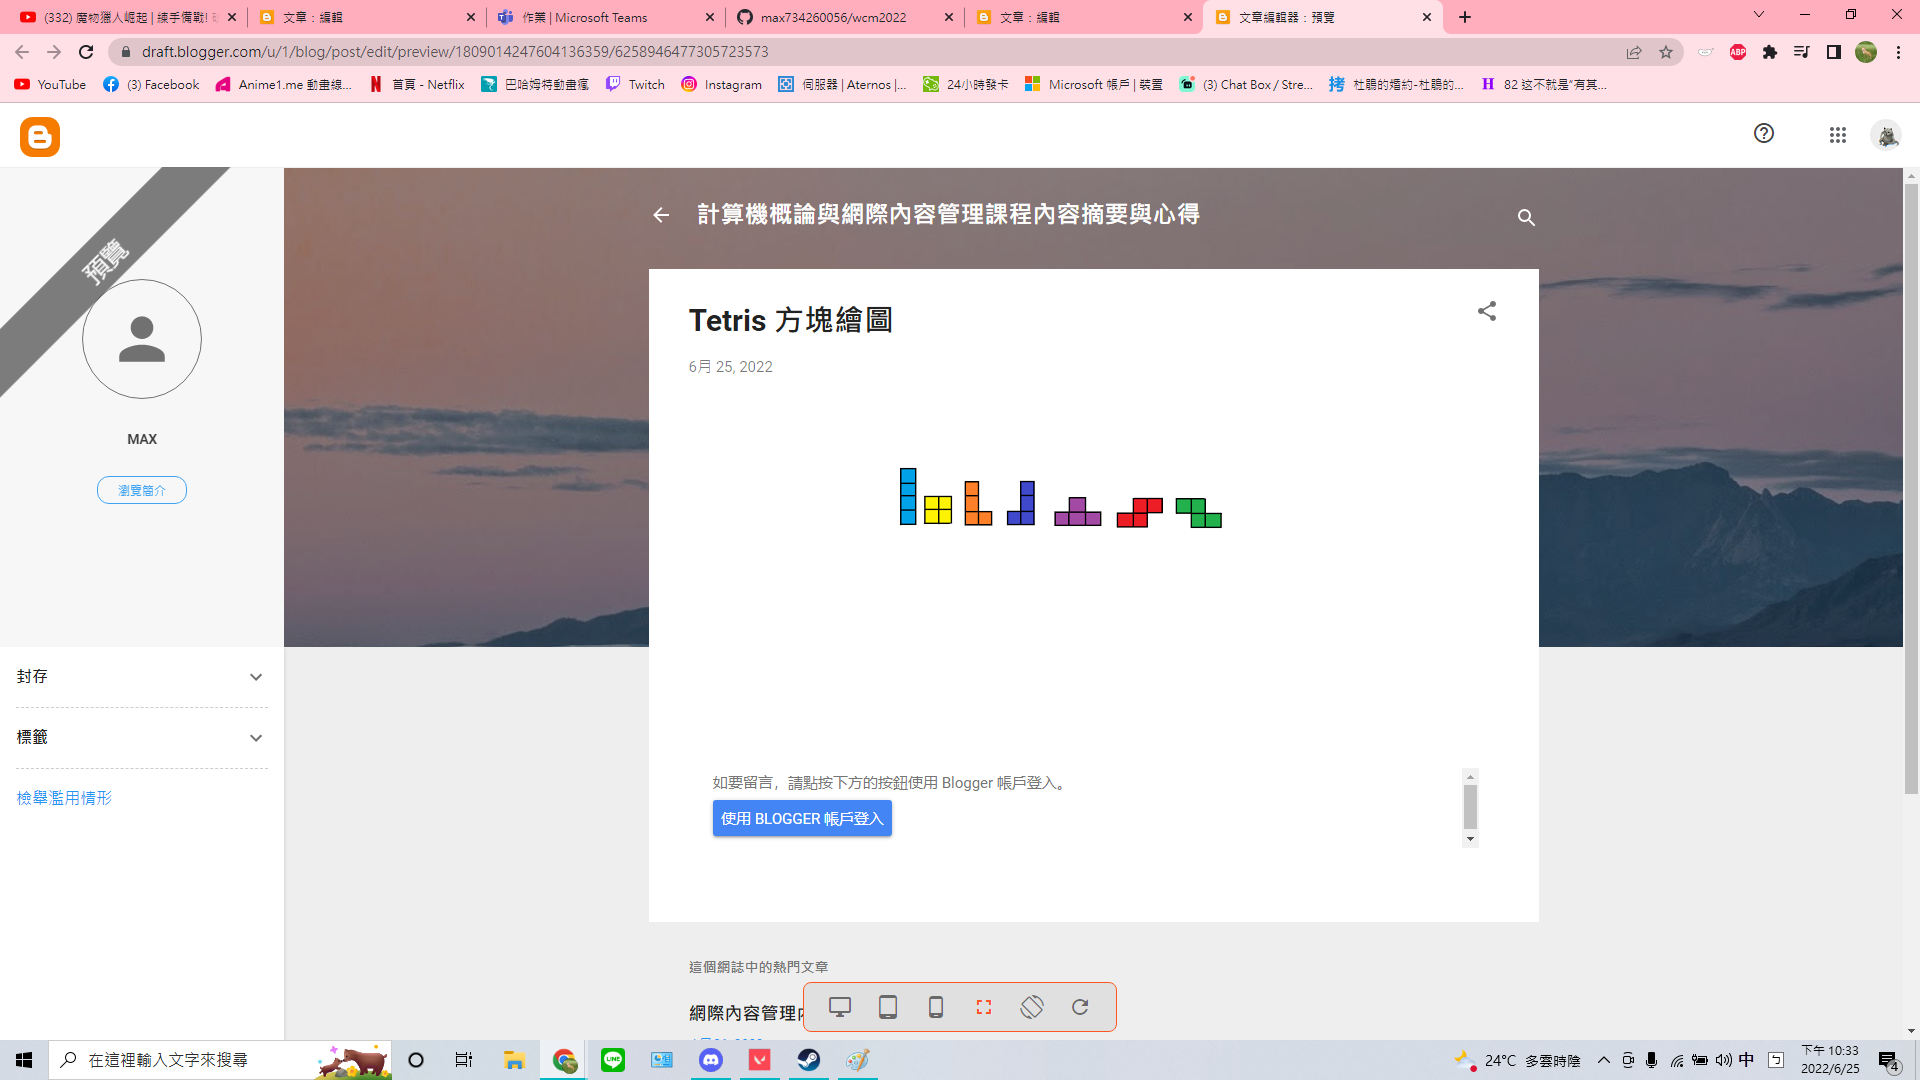 (332) 魔物獵人崛起 | 練手備戰!
文章：編輯
作業 | Microsoft Teams
max734260056/wcm2022
文章：編輯
文章編輯器：預覽
draft.blogger.com/u/1/blog/post/edit/preview/1809014247604136359/6258946477305723573
ABP
YouTube
(3) Facebook
Anime1.me 動畫線...
首頁 - Netflix
巴哈姆特動畫瘋
Twitch
Instagram
伺服器 | Aternos |...
24小時發卡
Microsoft 帳戶 | 裝置
(3) Chat Box / Stre...
拷
杜鵑的婚約-杜鵑的...
H
82 这不就是“有其...
計算機概論與網際內容管理課程內容摘要與心得
預覽
MAX
瀏覽簡介
封存
標籤
檢舉濫用情形
Tetris 方塊繪圖
6月 25, 2022
如要留言，請點按下方的按鈕使用 Blogger 帳戶登入。
使用 BLOGGER 帳戶登入
這個網誌中的熱門文章
網際內容管理內
在這裡輸入文字來搜尋
LINE
24°C 多雲時陰
中
下午 10:33
2022/6/25
4